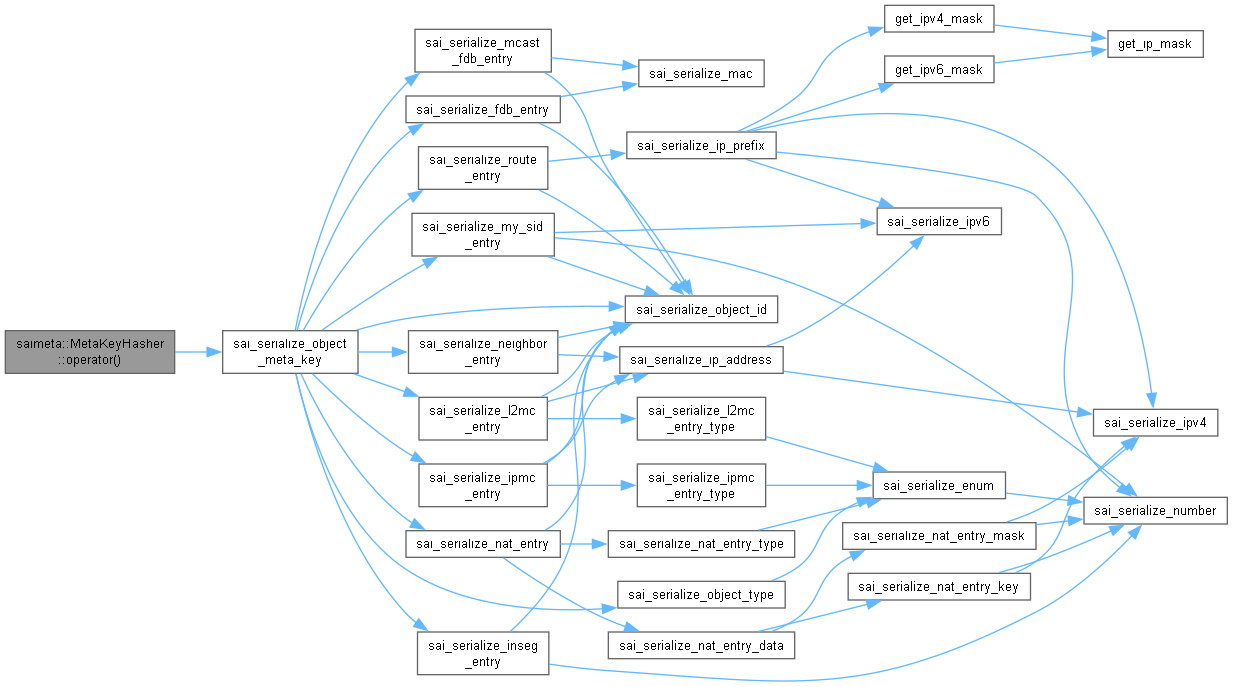 saimeta::MetaKeyHasher
::operator()
sai_serialize_object
_meta_key
sai_serialize_mcast
_fdb_entry
sai_serialize_fdb_entry
sai_serialize_route
_entry
sai_serialize_my_sid
_entry
sai_serialize_neighbor
_entry
sai_serialize_l2mc
_entry
sai_serialize_ipmc
_entry
sai_serialize_nat_entry
sai_serialize_inseg
_entry
sai_serialize_mac
sai_serialize_ip_prefix
sai_serialize_object_id
sai_serialize_ip_address
sai_serialize_l2mc
_entry_type
sai_serialize_ipmc
_entry_type
sai_serialize_nat_entry_type
sai_serialize_object_type
sai_serialize_nat_entry_data
get_ipv4_mask
get_ipv6_mask
sai_serialize_ipv6
sai_serialize_enum
sai_serialize_nat_entry_mask
sai_serialize_nat_entry_key
get_ip_mask
sai_serialize_ipv4
sai_serialize_number